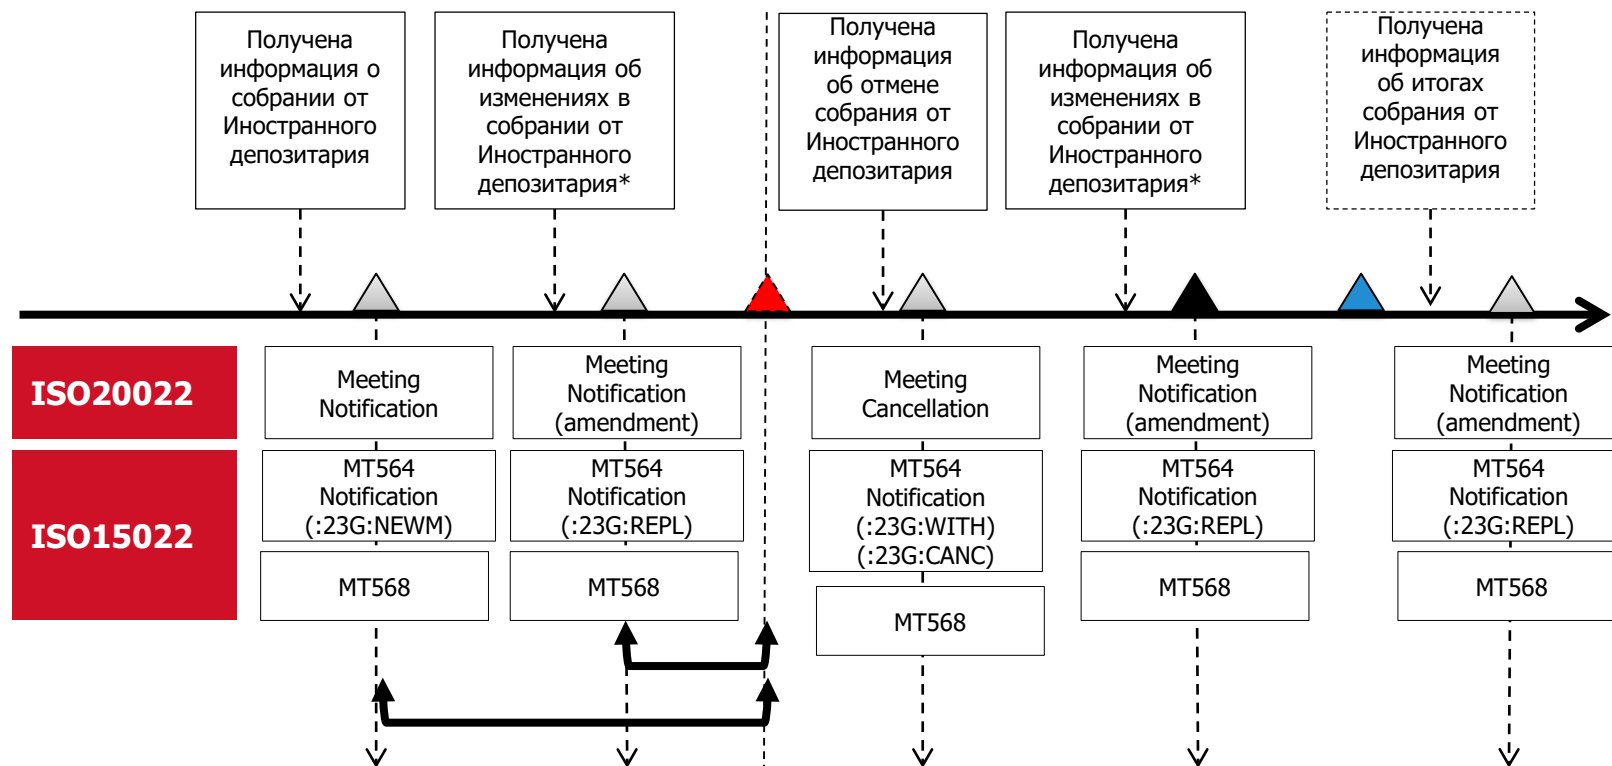 Получена
информация о
собрании от
Иностранного
депозитария
Получена
информация об
изменениях в
собрании от
Иностранного
депозитария*
Получена
информация
об отмене
собрания от
Иностранного
депозитария
Получена
информация об
изменениях в
собрании от
Иностранного
депозитария*
Получена
информация
об итогах
собрания от
Иностранного
депозитария
ISO20022
Meeting
Notification
Meeting
Notification
(amendment)
Meeting
Cancellation
Meeting
Notification
(amendment)
Meeting
Notification
(amendment)
ISO15022
MT564
Notification
(:23G:NEWM)
MT564
Notification
(:23G:REPL)
MT564
Notification
(:23G:WITH)
(:23G:CANC)
MT564
Notification
(:23G:REPL)
MT564
Notification
(:23G:REPL)
MT568
MT568
MT568
MT568
MT568